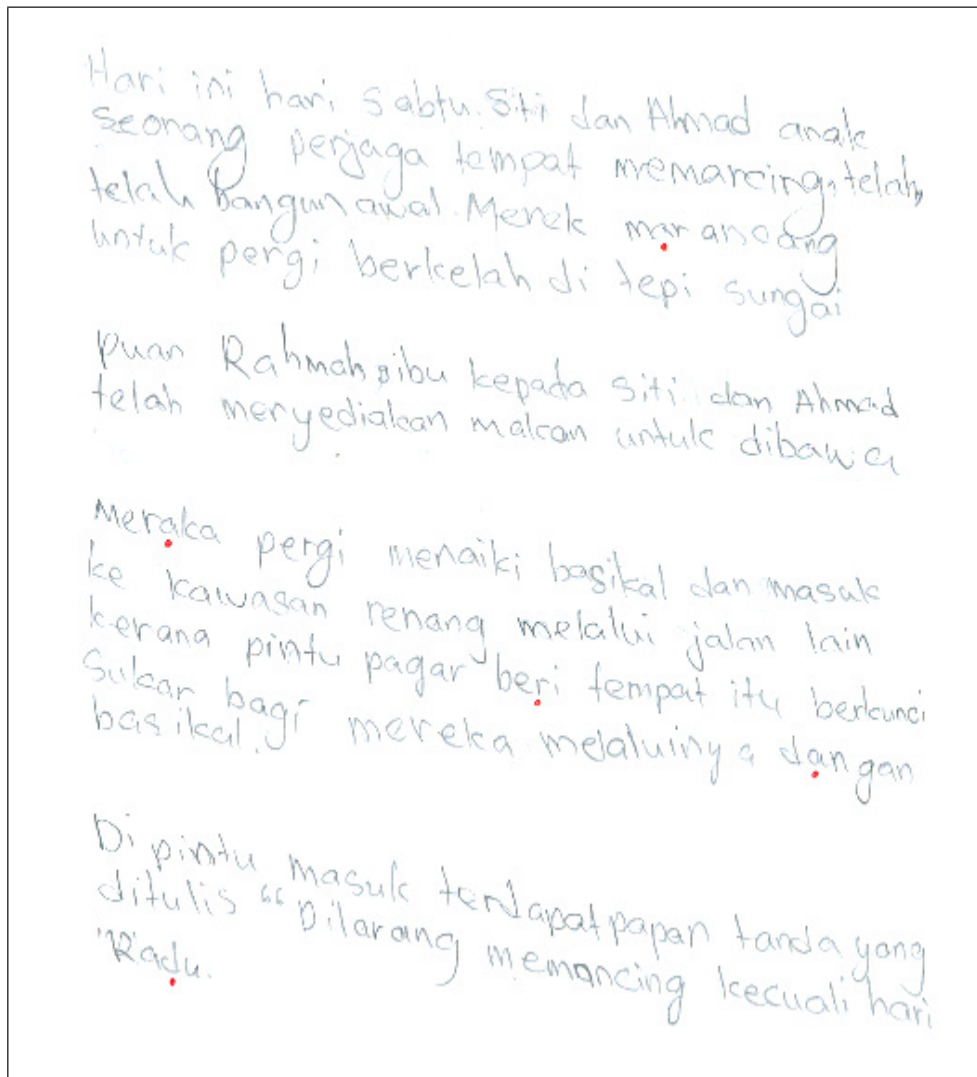 Hari ini hari Sabtu. Siti dan Ahmad anak
seorang penjaga tempat memancing, telah
telah bangun awal. Merek marancang
untuk pergi berkelah di tepi sungai
puan Rahmah, ibu kepada Siti dan Ahmad
telah menyediakan makan untuk dibawa
Meraka pergi menaiki basikal dan masuk
ke kawasan renang melalui jalan lain
kerana pintu pagar beri tempat itu berkunci
Sukar bagi mereka melaluinya dangan
basikal.
Di pintu masuk terdapat papan tanda yang
ditulis “Dilarang memancing kecuali hari
"Radu.